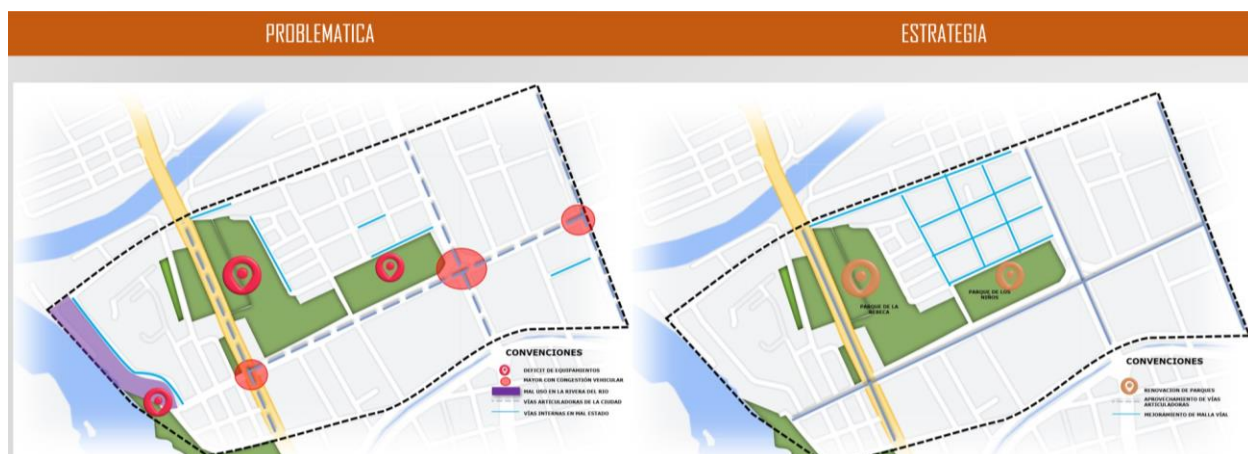 PROBLEMATICA
ESTRATEGIA
CONVENCIONES
DEFICIT DE EQUIPAMIENTOS
MAYOR CON CONGESTIÓN VEHICULAR
MAL USO EN LA RIVERA DEL RIO
VÍAS ARTICULADORAS DE LA CIUDAD
VÍAS INTERNAS EN MAL ESTADO
PARQUE DE LA
REBECA
PARQUE DE LOS
NIÑOS
CONVENCIONES
RENOVACIÓN DE PARQUES
APROVECHAMIENTO DE VÍAS
ARTICULADORAS
MEJORAMIENTO DE MALLA VÍAL